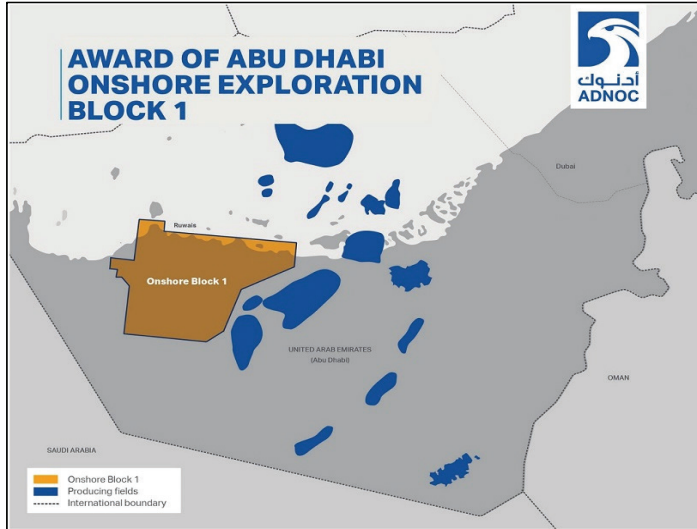 AWARD OF ABU DHABI
ONSHORE EXPLORATION
BLOCK 1
أدنوك
ADNOC
Dubai
Ruwais
Onshore Block 1
UNITED ARAB EMIRATES
(Abu Dhabi)
OMAN
SAUDI ARABIA
Onshore Block 1
Producing fields
International boundary